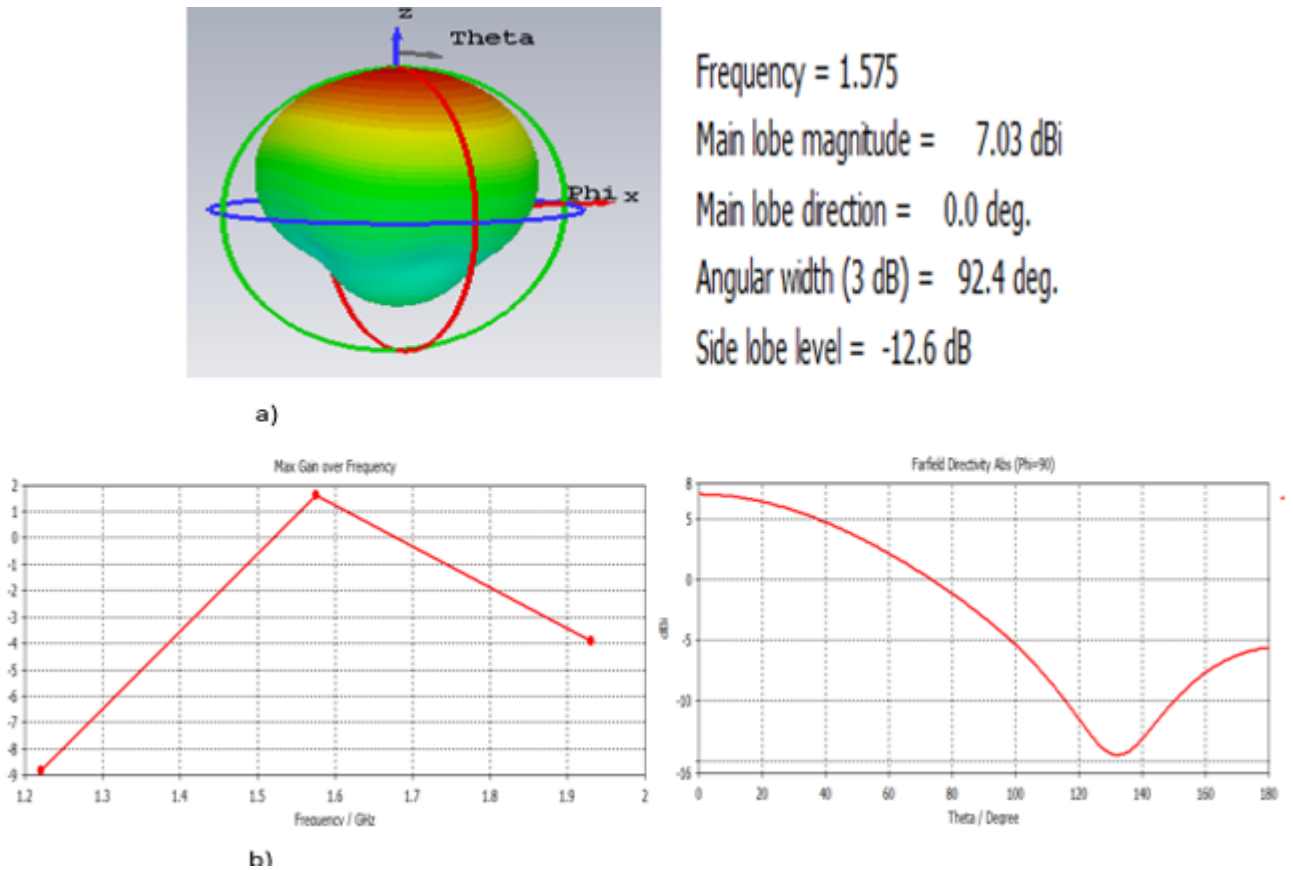 z
Theta
Phi x
Frequency = 1.575
Main lobe magnitude = 7.03 dBi
Main lobe direction = 0.0 deg.
Angular width (3 dB) = 92.4 deg.
Side lobe level = -12.6 dB
a)
Max Gain over Frequency
2
1
0
-1
-2
-3
-4
-5
-6
-7
-8
-9
1.2 1.3 1.4 1.5 1.6 1.7 1.8 1.9 2
Frequency / GHz
Farfield Directivity Abs (Phi=90)
8
5
0
-5
-10
-16
dBi
0 20 40 60 80 100 120 140 160 180
Theta / Degree
b)